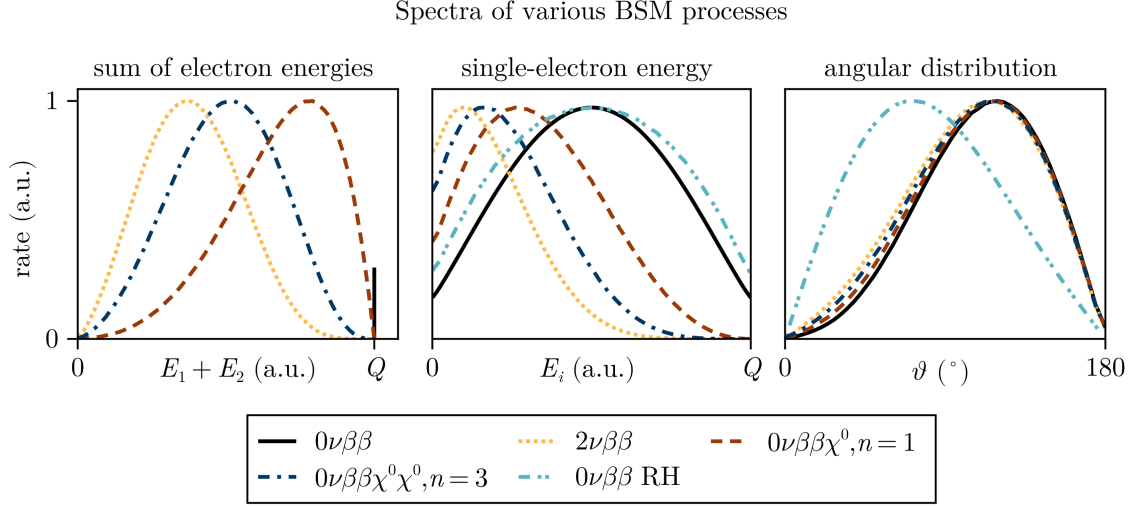 Spectra of various BSM processes
sum of electron energies
single-electron energy
angular distribution
rate (a.u.)
1
0
0
E₁ + E₂ (a.u.)
Q
0
Eᵢ (a.u.)
Q
0
ϑ (°)
180
0νββ
2νββ
0νββχ⁰, n = 1
0νββχ⁰χ⁰, n = 3
0νββ RH